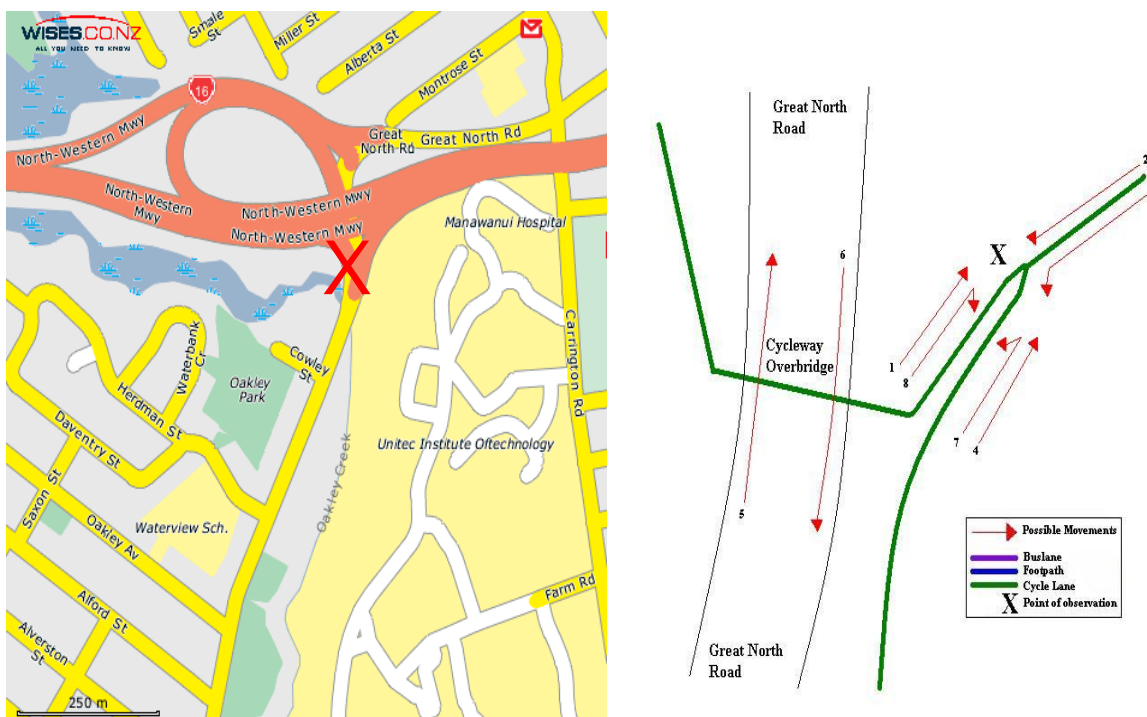 WISES.CO.NZ
ALL YOU NEED TO KNOW
Smale
St
Miller St
Alberta St
Montrose St
16
North-Western Mwy
Great
North Rd
Great North Rd
North-Western
Mwy
North-Western Mwy
North-Western Mwy
X
Manawanui Hospital
Carrington Rd
Waterbank
Cr
Cowley
St
Oakley
Park
Herdman St
Daventry St
Saxon St
Unitec Institute Oftechnology
Oakley Creek
Waterview Sch.
Oakley Av
Alford St
Alverston
St
Farm Rd
250 m
Great North
Road
2
X
6
Cycleway
Overbridge
1
8
7
4
5
Great North
Road
Possible Movements
Buslane
Footpath
Cycle Lane
X Point of observation